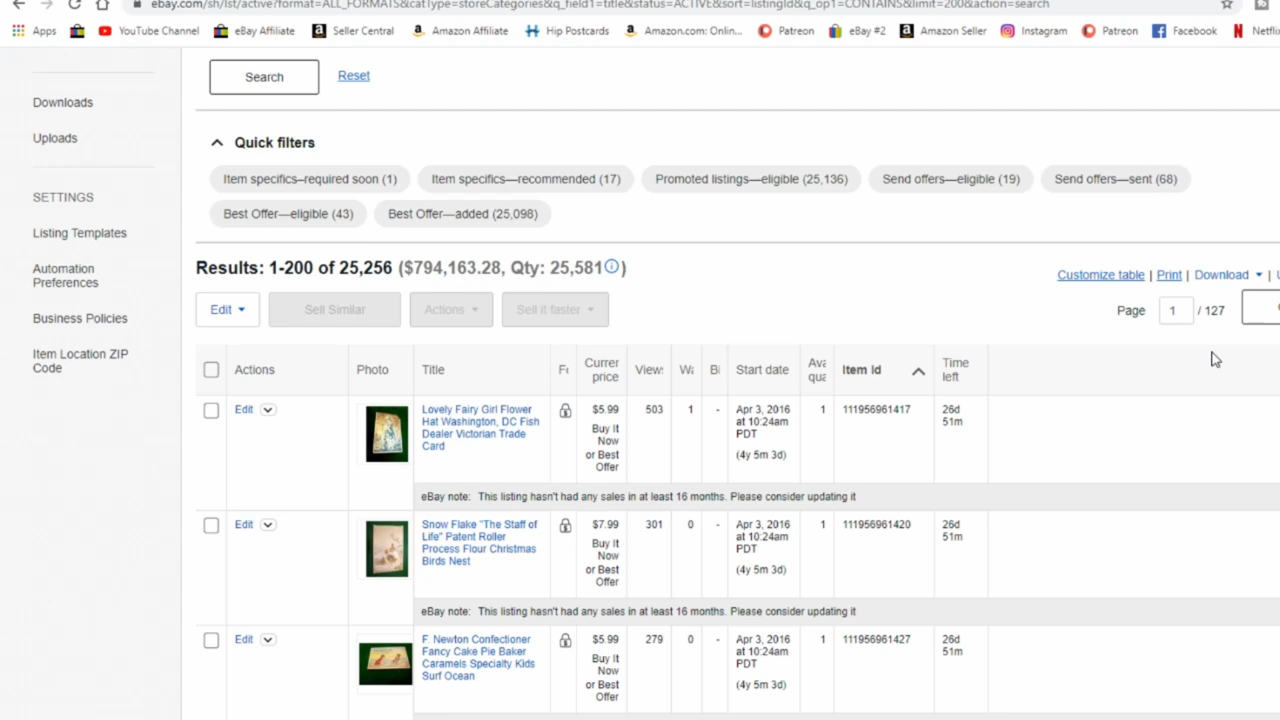 ebay.com/sh/lst/active?format=ALL_FORMATS&catType=storeCategories&q_field1=title&status=ACTIVE&sort=listingId&q_op1=CONTAINS&limit=200&action=search
Apps YouTube Channel eBay Affiliate Seller Central Amazon Affiliate Hip Postcards Amazon.com: Onlin... Patreon eBay #2 Amazon Seller Instagram Patreon Facebook Netfli
Search Reset
Downloads
Uploads
SETTINGS
Listing Templates
Automation
Preferences
Business Policies
Item Location ZIP
Code
Quick filters
Item specifics—required soon (1) Item specifics—recommended (17) Promoted listings—eligible (25,136) Send offers—eligible (19) Send offers—sent (68)
Best Offer—eligible (43) Best Offer—added (25,098)
Results: 1-200 of 25,256 ($794,163.28, Qty: 25,581 )
Customize table | Print | Download |
Edit Sell Similar Actions Sell it faster
Page 1 / 127
Actions Photo Title Curren price View Wa Bi Start date Ava qua Item Id Time left
Edit
Lovely Fairy Girl Flower
Hat Washington, DC Fish
Dealer Victorian Trade
Card
$5.99
Buy It
Now
or Best
Offer
503 1 -
Apr 3, 2016
at 10:24am
PDT
(4y 5m 3d)
1 111956961417
26d
51m
eBay note: This listing hasn't had any sales in at least 16 months. Please consider updating it
Edit
Snow Flake "The Staff of
Life" Patent Roller
Process Flour Christmas
Birds Nest
$7.99
Buy It
Now
or Best
Offer
301 0 -
Apr 3, 2016
at 10:24am
PDT
(4y 5m 3d)
1 111956961420
26d
51m
eBay note: This listing hasn't had any sales in at least 16 months. Please consider updating it
Edit
F. Newton Confectioner
Fancy Cake Pie Baker
Caramels Specialty Kids
Surf Ocean
$5.99
Buy It
Now
or Best
Offer
279 0 -
Apr 3, 2016
at 10:24am
PDT
(4y 5m 3d)
1 111956961427
26d
51m